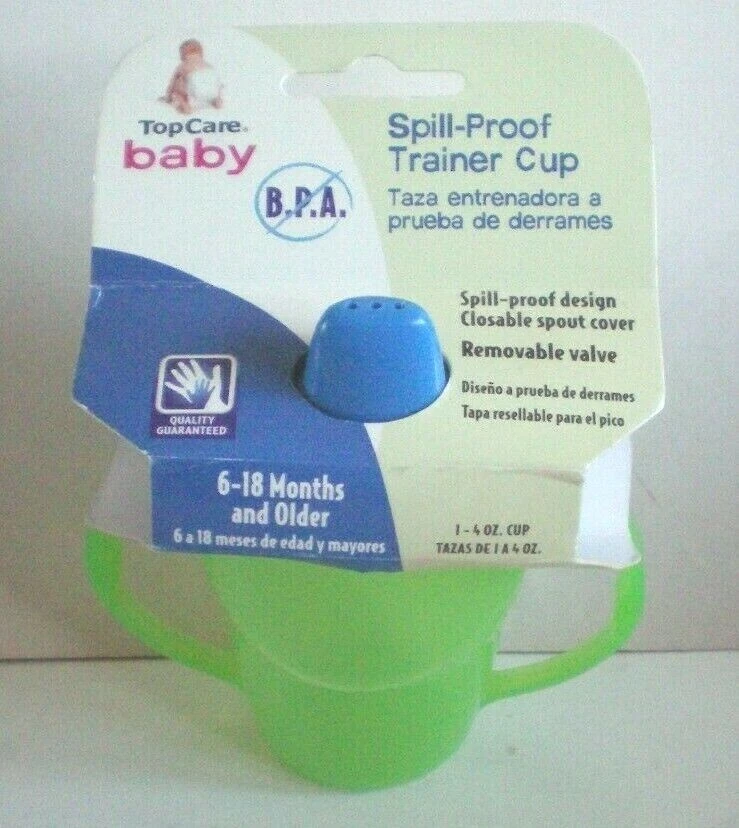 TopCare®
baby
B.P.A.
Spill-Proof
Trainer Cup
Taza entrenadora a
prueba de derrames
Spill-proof design
Closable spout cover
Removable valve
Diseño a prueba de derrames
Tapa resellable para el pico
QUALITY
GUARANTEED
6-18 Months
and Older
6 a 18 meses de edad y mayores
1 - 4 OZ. CUP
TAZAS DE 1 A 4 OZ.